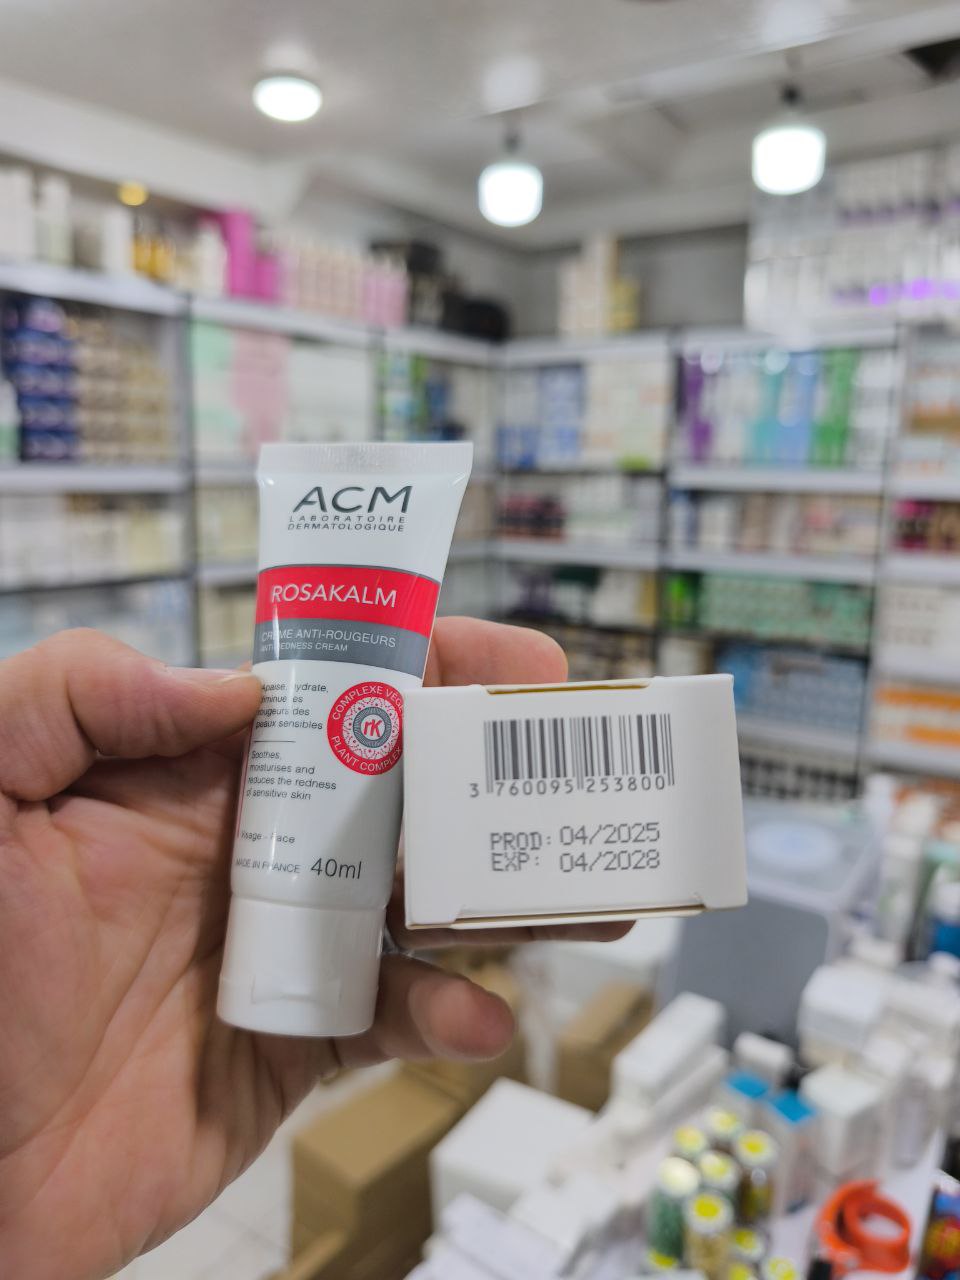 ACM
LABORATOIRE
DERMATOLOGIQUE
ROSAKALM
CRÈME ANTI-ROUGEURS
ANTI-REDNESS CREAM
Apaise, hydrate,
diminue les
rougeurs des
peaux sensibles
Soothes,
moisturises and
reduces the redness
of sensitive skin
COMPLEXE VÉGÉ
rK
PLANT COMPLEX
Visage - Face
MADE IN FRANCE 40ml
3 760095 253800
PROD: 04/2025
EXP: 04/2028